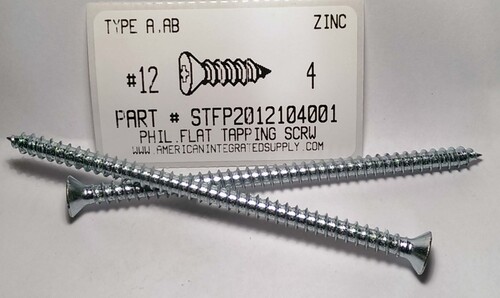 TYPE A,AB ZINC
#12 4
PART # STFP2012104001
PHIL.FLAT TAPPING SCRW
WWW.AMERICANINTEGRATEDSUPPLY.COM